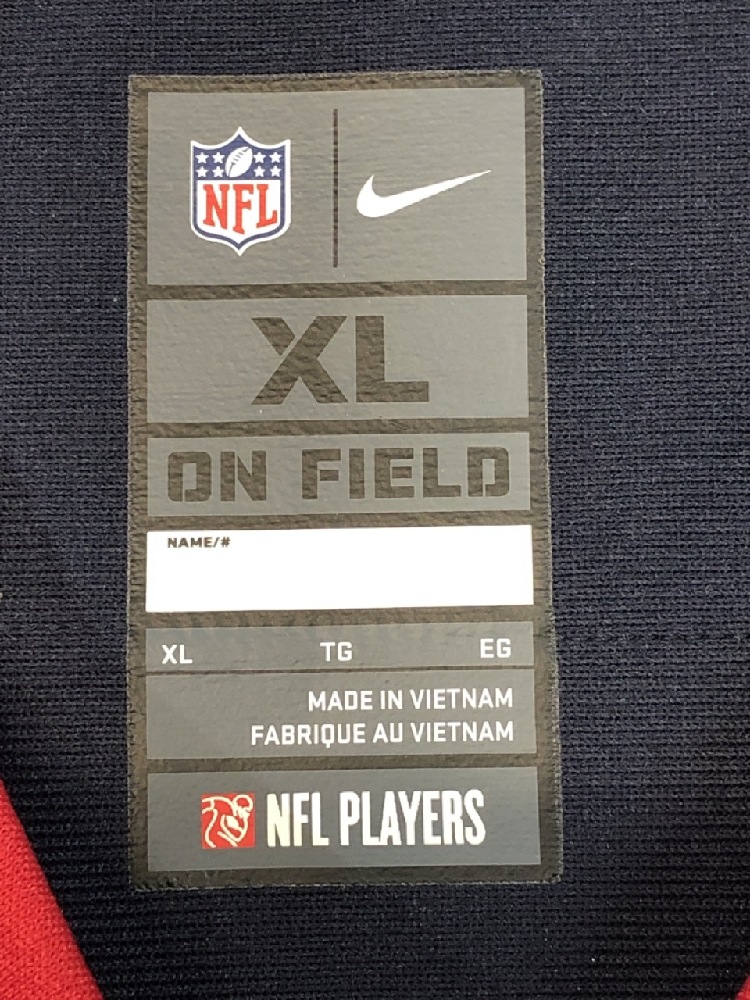 NFL
XL
ON FIELD
NAME/#
XL TG EG
MADE IN VIETNAM
FABRIQUE AU VIETNAM
NFL PLAYERS